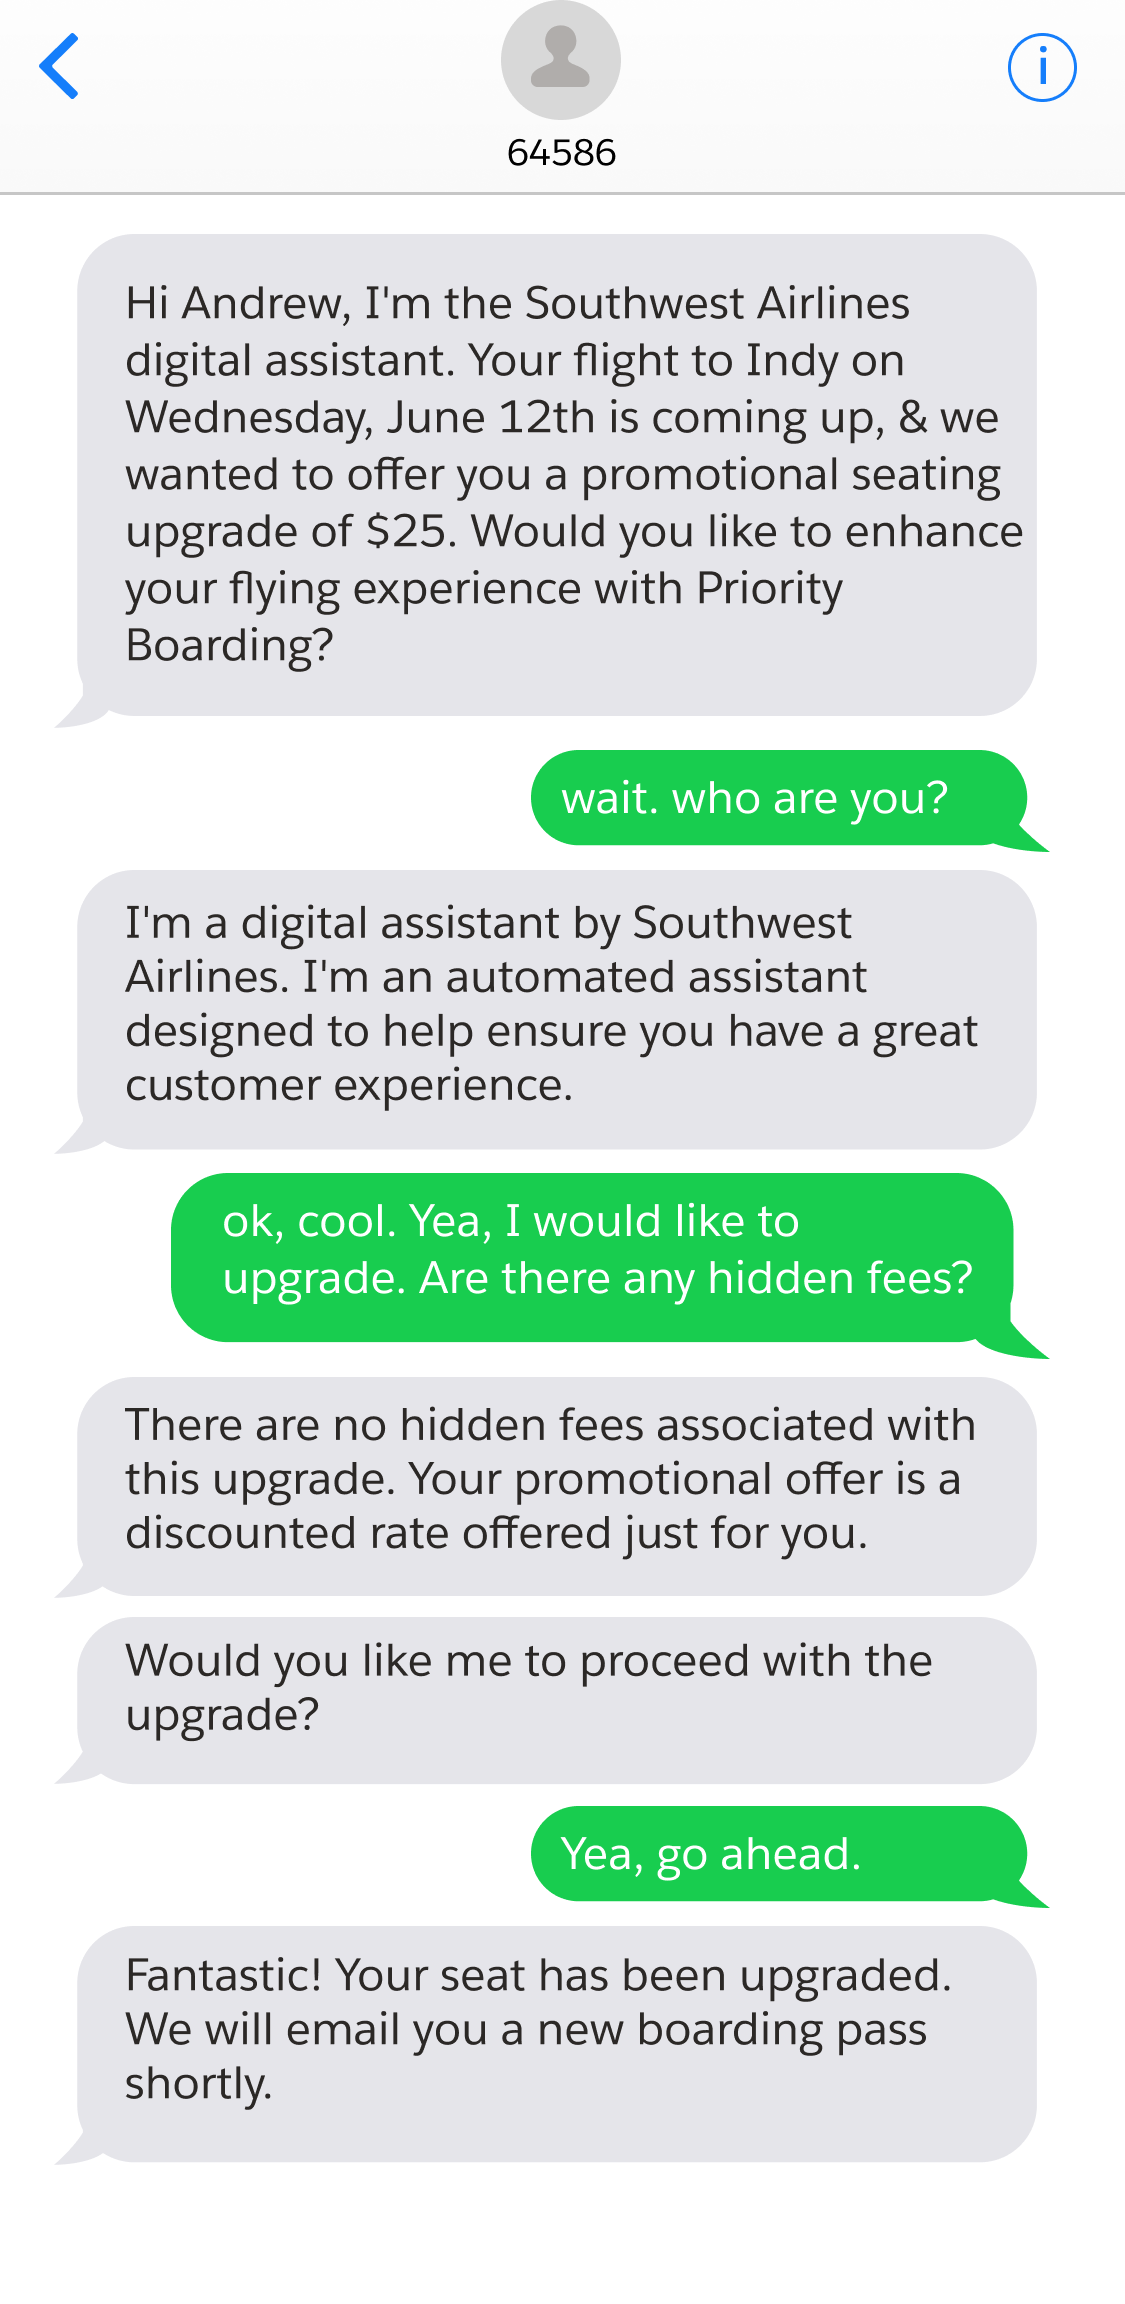 64586
Hi Andrew, I'm the Southwest Airlines
digital assistant. Your flight to Indy on
Wednesday, June 12th is coming up, & we
wanted to offer you a promotional seating
upgrade of $25. Would you like to enhance
your flying experience with Priority
Boarding?
wait. who are you?
I'm a digital assistant by Southwest
Airlines. I'm an automated assistant
designed to help ensure you have a great
customer experience.
ok, cool. Yea, I would like to
upgrade. Are there any hidden fees?
There are no hidden fees associated with
this upgrade. Your promotional offer is a
discounted rate offered just for you.
Would you like me to proceed with the
upgrade?
Yea, go ahead.
Fantastic! Your seat has been upgraded.
We will email you a new boarding pass
shortly.